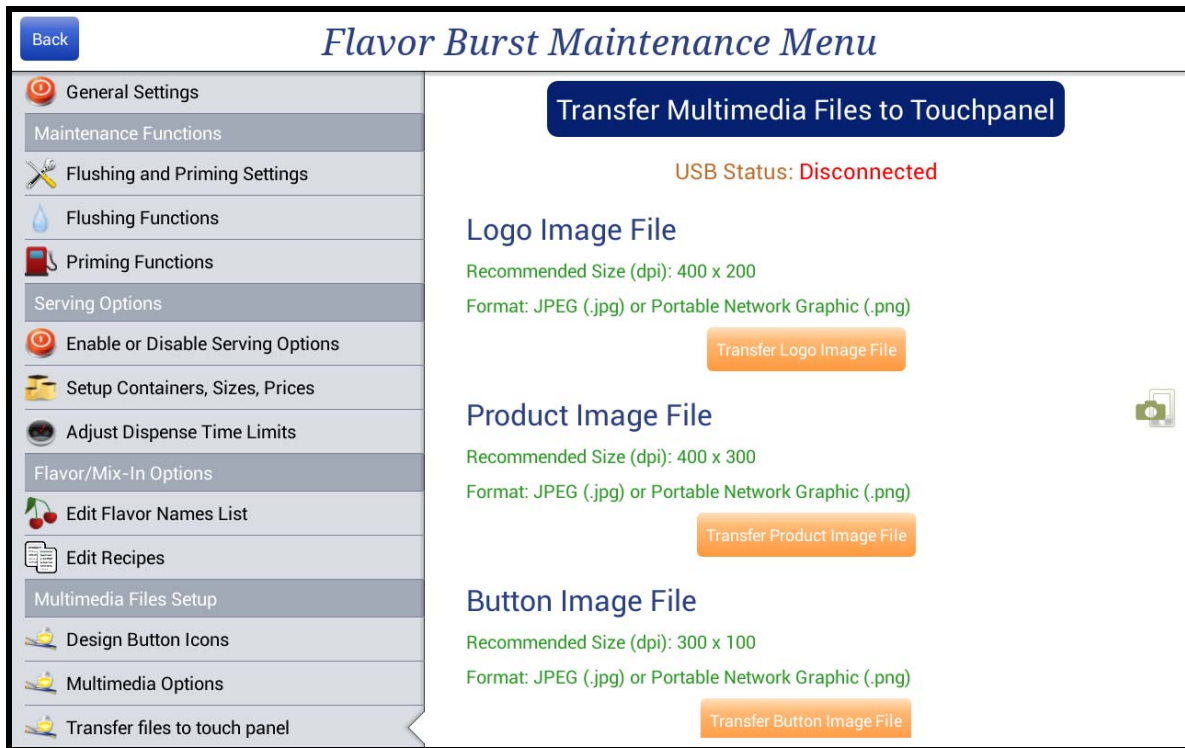 Back
Flavor Burst Maintenance Menu
General Settings
Maintenance Functions
Flushing and Priming Settings
Flushing Functions
Priming Functions
Serving Options
Enable or Disable Serving Options
Setup Containers, Sizes, Prices
Adjust Dispense Time Limits
Flavor/Mix-In Options
Edit Flavor Names List
Edit Recipes
Multimedia Files Setup
Design Button Icons
Multimedia Options
Transfer files to touch panel
Transfer Multimedia Files to Touchpanel
USB Status: Disconnected
Logo Image File
Recommended Size (dpi): 400 x 200
Format: JPEG (.jpg) or Portable Network Graphic (.png)
Transfer Logo Image File
Product Image File
Recommended Size (dpi): 400 x 300
Format: JPEG (.jpg) or Portable Network Graphic (.png)
Transfer Product Image File
Button Image File
Recommended Size (dpi): 300 x 100
Format: JPEG (.jpg) or Portable Network Graphic (.png)
Transfer Button Image File